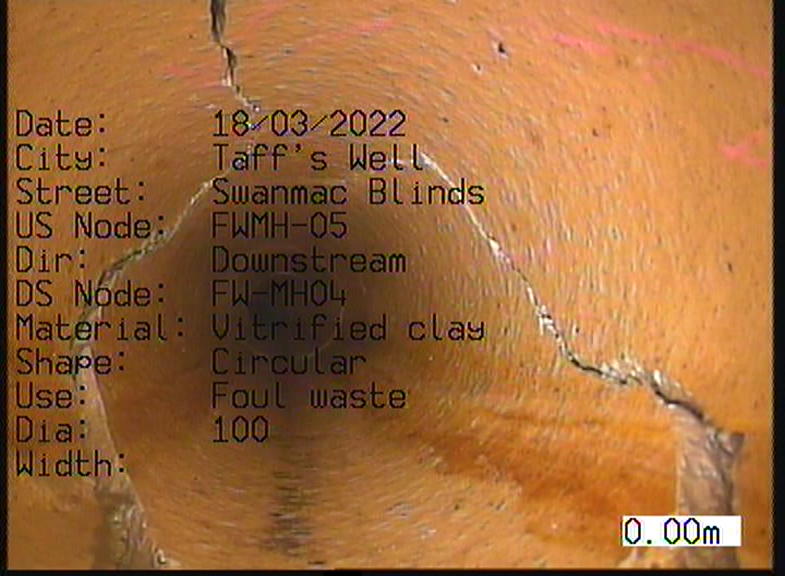 Date: 18/03/2022
City: Taff's Well
Street: Swanmac Blinds
US Node: FWMH-05
Dir: Downstream
DS Node: FW-MH04
Material: Vitrified clay
Shape: Circular
Use: Foul waste
Dia: 100
Width:
0.00m